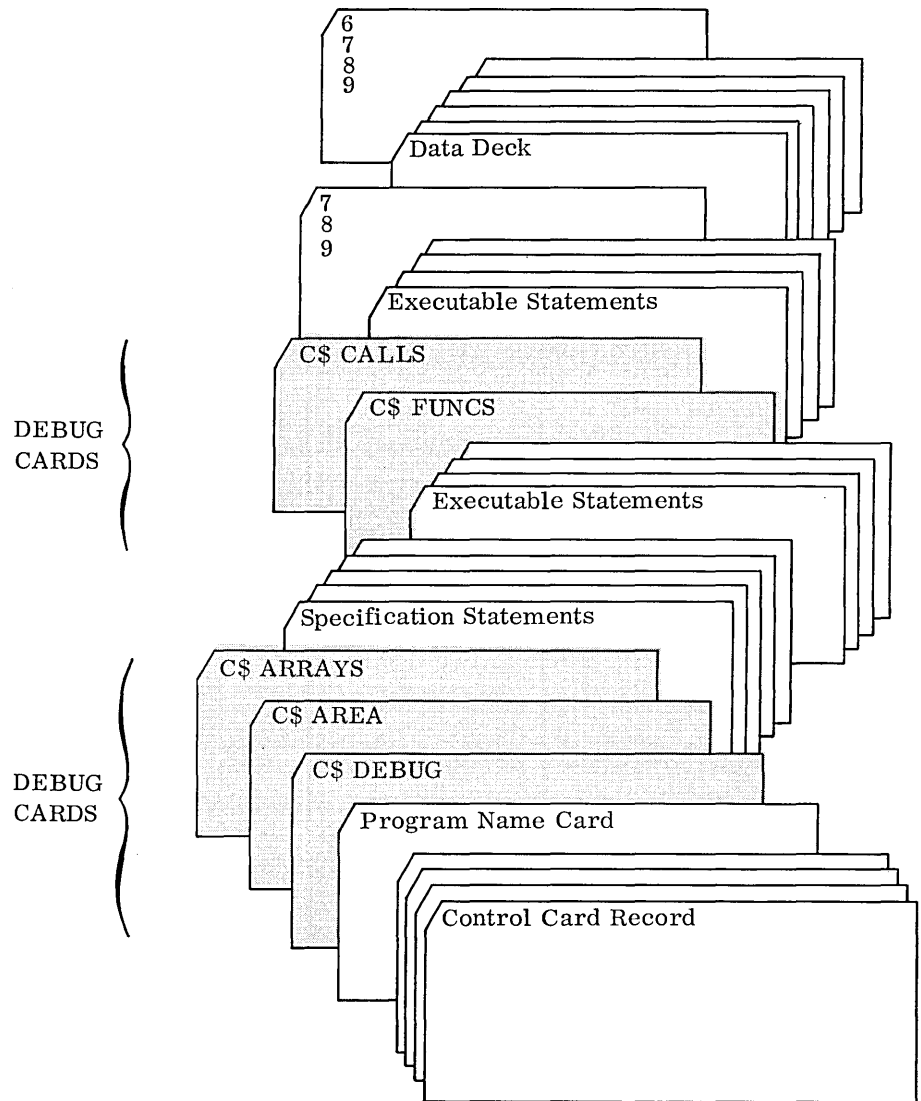 6
7
8
9
Data Deck
7
8
9
Executable Statements
C$ CALLS
C$ FUNCS
DEBUG
CARDS
Executable Statements
Specification Statements
C$ ARRAYS
C$ AREA
C$ DEBUG
DEBUG
CARDS
Program Name Card
Control Card Record